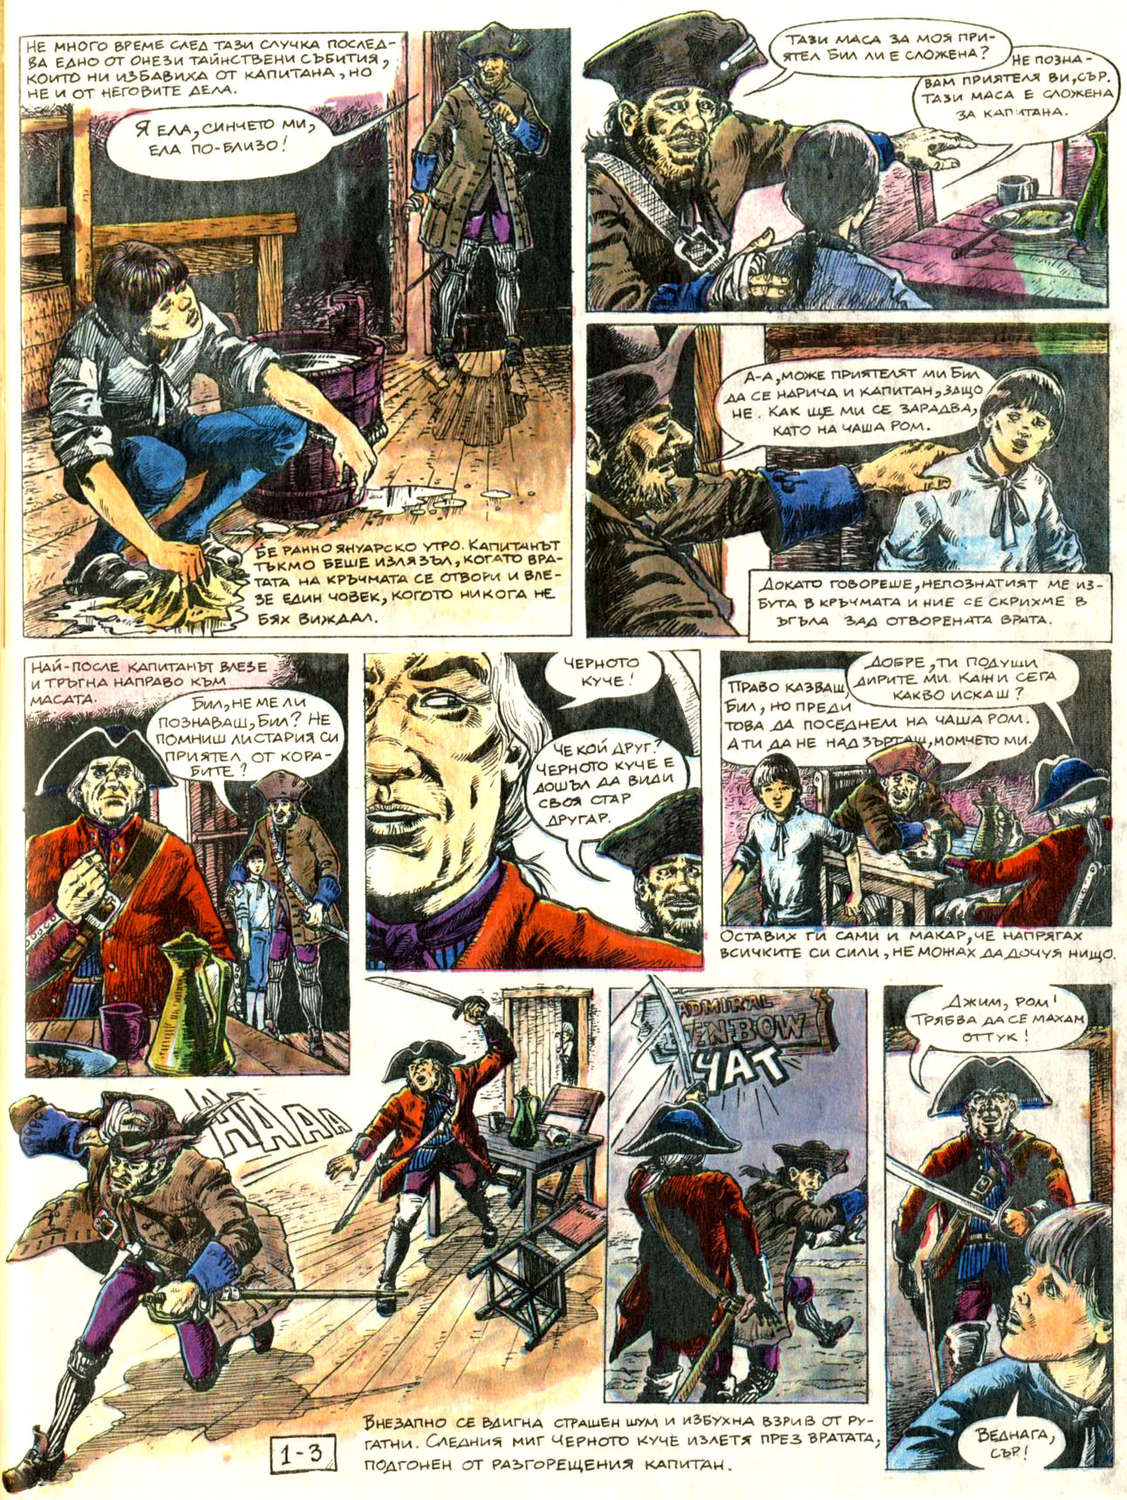 НЕ МНОГО ВРЕМЕ СЛЕД ТАЗИ СЛУЧКА ПОСЛЕД-
ВА ЕДНО ОТ ОНЕЗИ ТАЙНСТВЕНИ СЪБИТИЯ,
КОИТО НИ ИЗБАВИХА ОТ КАПИТАНА, НО
НЕ И ОТ НЕГОВИТЕ ДЕЛА.
Я ЕЛА, СИНЧЕТО МИ,
ЕЛА ПО-БЛИЗО!
БЕ РАННО ЯНУАРСКО УТРО. КАПИТАНЪТ
ТЪКМО БЕШЕ ИЗЛЯЗЪЛ, КОГАТО ВРА-
ТАТА НА КРЪЧМАТА СЕ ОТВОРИ И ВЛЕ-
ЗЕ ЕДИН ЧОВЕК, КОГОТО НИКОГА НЕ
БЯХ ВИЖДАЛ.
ТАЗИ МАСА ЗА МОЯ ПРИ-
ЯТЕЛ БИЛ ЛИ Е СЛОЖЕНА?
НЕ ПОЗНА-
ВАМ ПРИЯТЕЛЯ ВИ, СЪР.
ТАЗИ МАСА Е СЛОЖЕНА
ЗА КАПИТАНА.
А-А, МОЖЕ ПРИЯТЕЛЯТ МИ БИЛ
ДА СЕ НАРИЧА И КАПИТАН, ЗАЩО
НЕ. КАК ЩЕ МИ СЕ ЗАРАДВА,
КАТО НА ЧАША РОМ.
ДОКАТО ГОВОРЕШЕ, НЕПОЗНАТИЯТ МЕ ИЗ-
БУТА В КРЪЧМАТА И НИЕ СЕ СКРИХМЕ В
ЪГЪЛА ЗАД ОТВОРЕНАТА ВРАТА.
НАЙ-ПОСЛЕ КАПИТАНЪТ ВЛЕЗЕ
И ТРЪГНА НАПРАВО КЪМ
МАСАТА.
БИЛ, НЕ МЕ ЛИ
ПОЗНАВАШ, БИЛ? НЕ
ПОМНИШ ЛИ СТАРИЯ СИ
ПРИЯТЕЛ, ОТ КОРА-
БИТЕ?
ЧЕРНОТО
КУЧЕ!
ЧЕ КОЙ ДРУГ?
ЧЕРНОТО КУЧЕ Е
ДОШЪЛ ДА ВИДИ
СВОЯ СТАР
ДРУГАР.
ДОБРЕ, ТИ ПОДУШИ
ДИРИТЕ МИ. КАЖИ СЕГА
КАКВО ИСКАШ?
ПРАВО КАЗВАШ,
БИЛ, НО ПРЕДИ
ТОВА ДА ПОСЕДНЕМ НА ЧАША РОМ.
А ТИ ДА НЕ НАДЗЪРТАШ, МОМЧЕТО МИ.
ОСТАВИХ ГИ САМИ И МАКАР, ЧЕ НАПРЯГАХ
ВСИЧКИТЕ СИ СИЛИ, НЕ МОЖАХ ДА ДОЧУЯ НИЩО.
АААА
ADMIRAL
BENBOW
ЧАТ
ДЖИМ, РОМ!
ТРЯБВА ДА СЕ МАХАМ
ОТТУК!
ВЕДНАГА,
СЪР!
ВНЕЗАПНО СЕ ВДИГНА СТРАШЕН ШУМ И ИЗБУХНА ВЗРИВ ОТ РУ-
ГАТНИ. СЛЕДНИЯ МИГ ЧЕРНОТО КУЧЕ ИЗЛЕТЯ ПРЕЗ ВРАТАТА,
ПОДГОНЕН ОТ РАЗГОРЕЩЕНИЯ КАПИТАН.
1-3